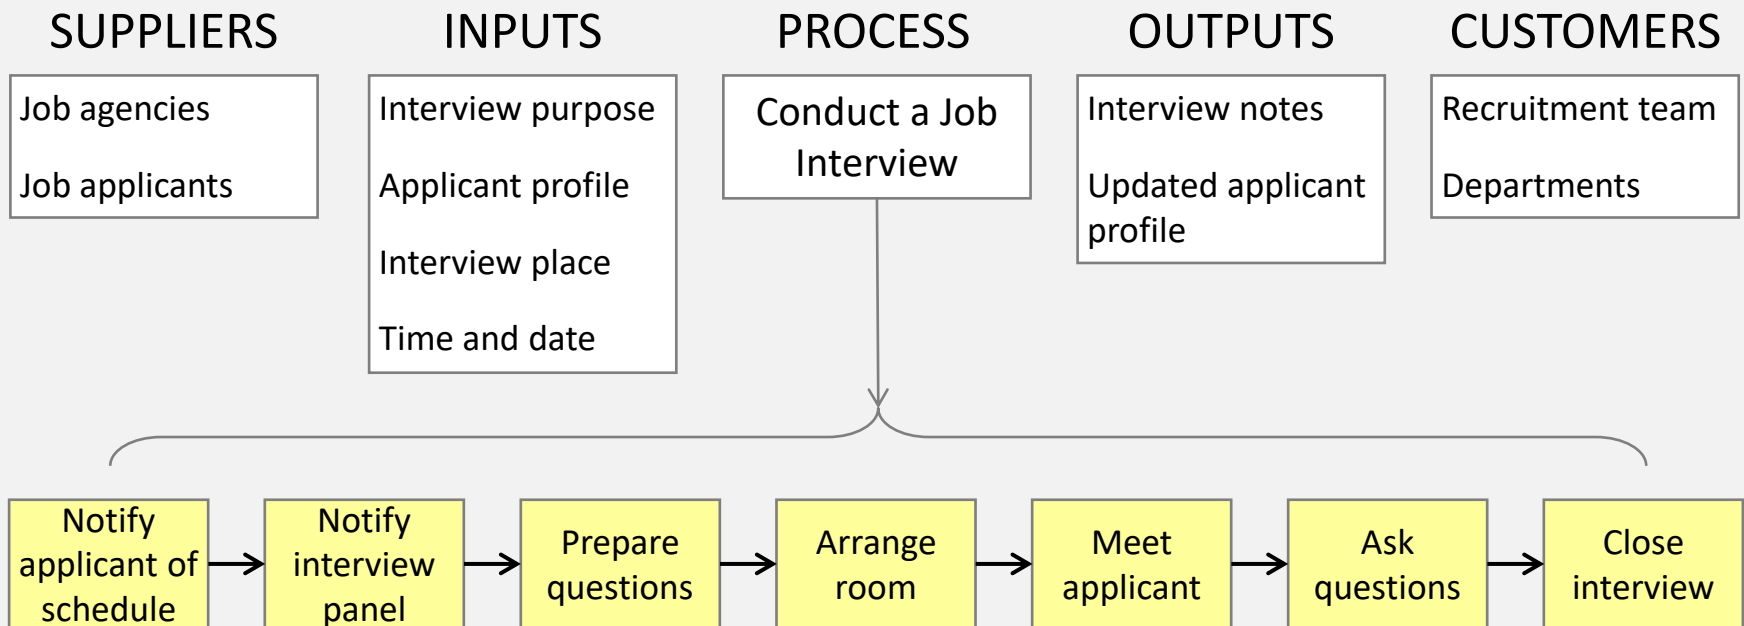 SUPPLIERS
INPUTS
PROCESS
OUTPUTS
CUSTOMERS
Job agencies
Job applicants
Interview purpose
Applicant profile
Interview place
Time and date
Conduct a Job
Interview
Interview notes
Updated applicant
profile
Recruitment team
Departments
Notify
applicant of
schedule
Notify
interview
panel
Prepare
questions
Arrange
room
Meet
applicant
Ask
questions
Close
interview